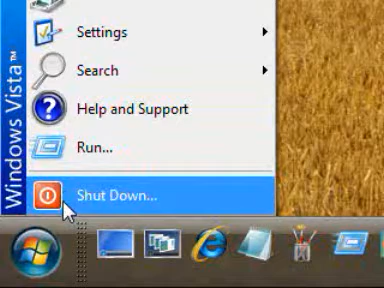 Settings
Search
Help and Support
Run...
Shut Down...
Windows Vista™